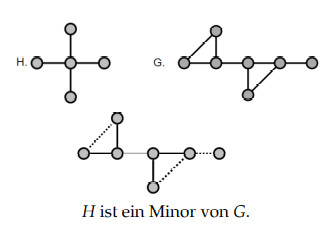 H. G.
H ist ein Minor von G.